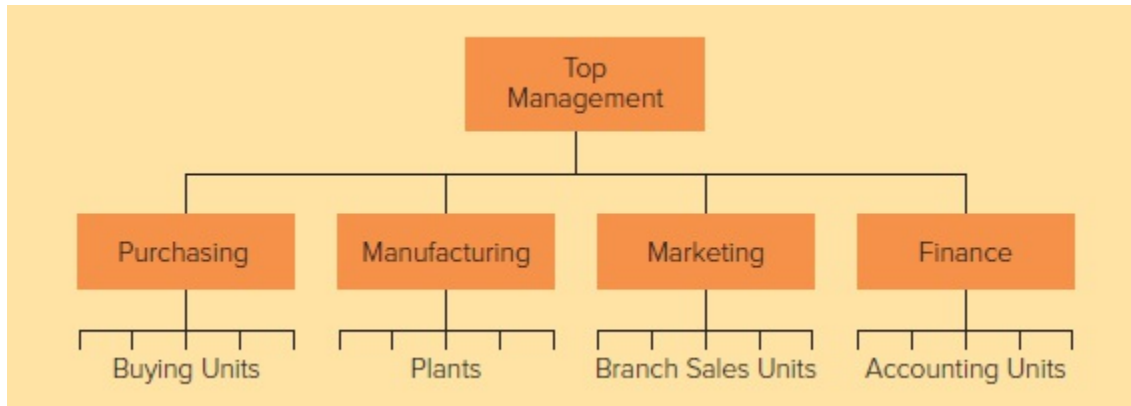 Top
Management
Purchasing
Manufacturing
Marketing
Finance
Buying Units
Plants
Branch Sales Units
Accounting Units